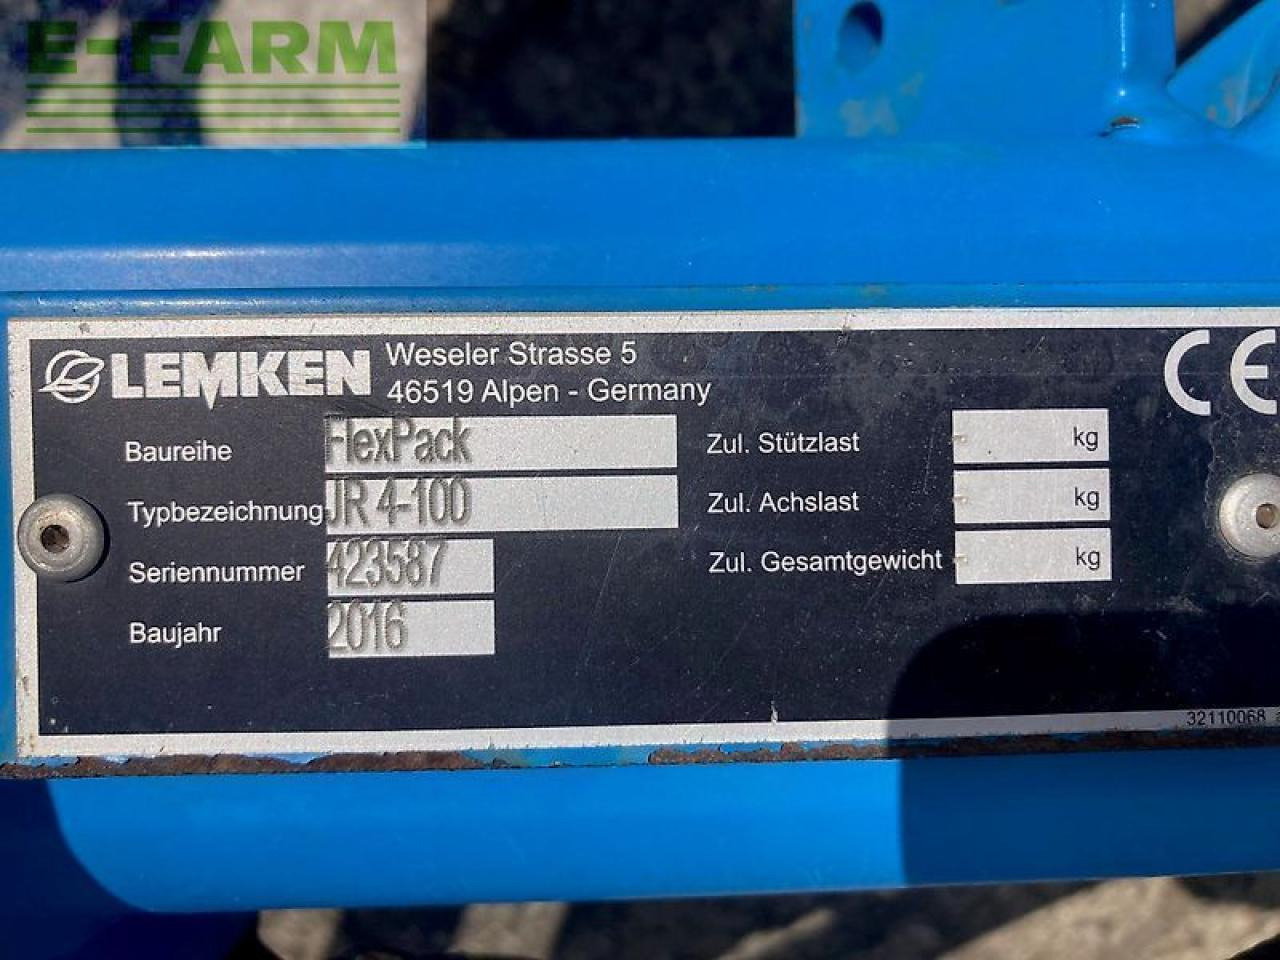 E-FARM
LEMKEN
Weseler Strasse 5
46519 Alpen - Germany
CE
Baureihe FlexPack
Zul. Stützlast kg
Typbezeichnung JR 4-100
Zul. Achslast kg
Seriennummer 423587
Zul. Gesamtgewicht kg
Baujahr 2016
32110068